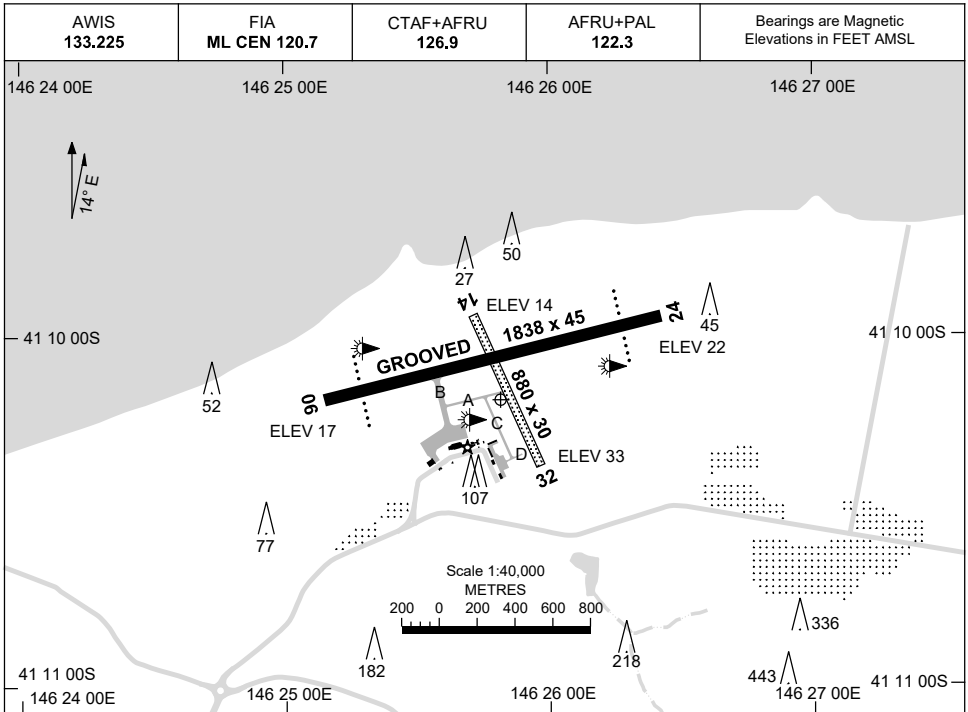 AWIS
133.225
FIA
ML CEN 120.7
CTAF+AFRU
126.9
AFRU+PAL
122.3
Bearings are Magnetic
Elevations in FEET AMSL
146 24 00E
146 25 00E
146 26 00E
146 27 00E
14° E
50
27
14
ELEV 14
45
24
41 10 00S
1838 x 45
GROOVED
41 10 00S
ELEV 22
52
06
ELEV 17
B
A
880 x 30
C
D
ELEV 33
32
107
77
Scale 1:40,000
METRES
200 0 200 400 600 800
336
182
218
443
41 11 00S
41 11 00S
146 24 00E
146 25 00E
146 26 00E
146 27 00E